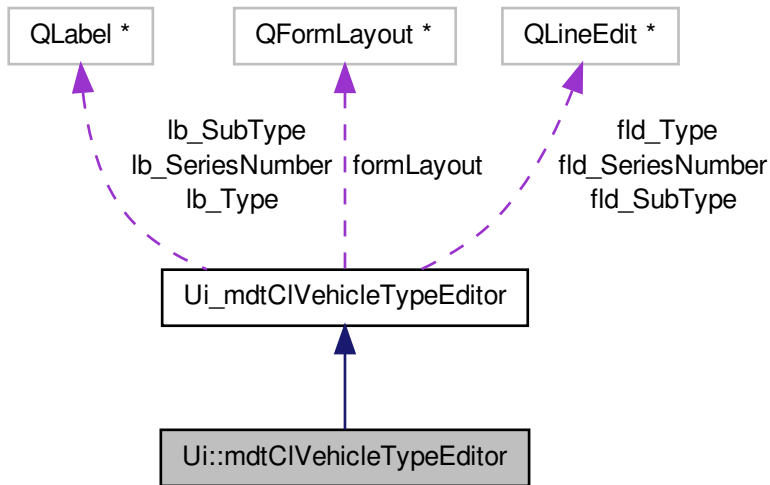 QLabel *
QFormLayout *
QLineEdit *
lb_SubType
lb_SeriesNumber
lb_Type
formLayout
fld_Type
fld_SeriesNumber
fld_SubType
Ui_mdtClVehicleTypeEditor
Ui::mdtClVehicleTypeEditor